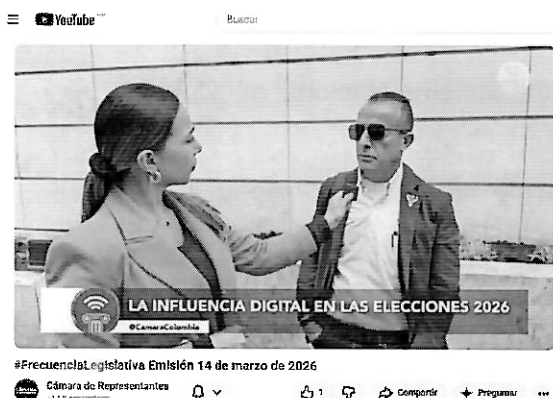 YouTube
Buscar
LA INFLUENCIA DIGITAL EN LAS ELECCIONES 2026
@CamaraColombia
#FrecuenciaLegislativa Emisión 14 de marzo de 2026
Cámara de Representantes
1
Compartir
Preguntar